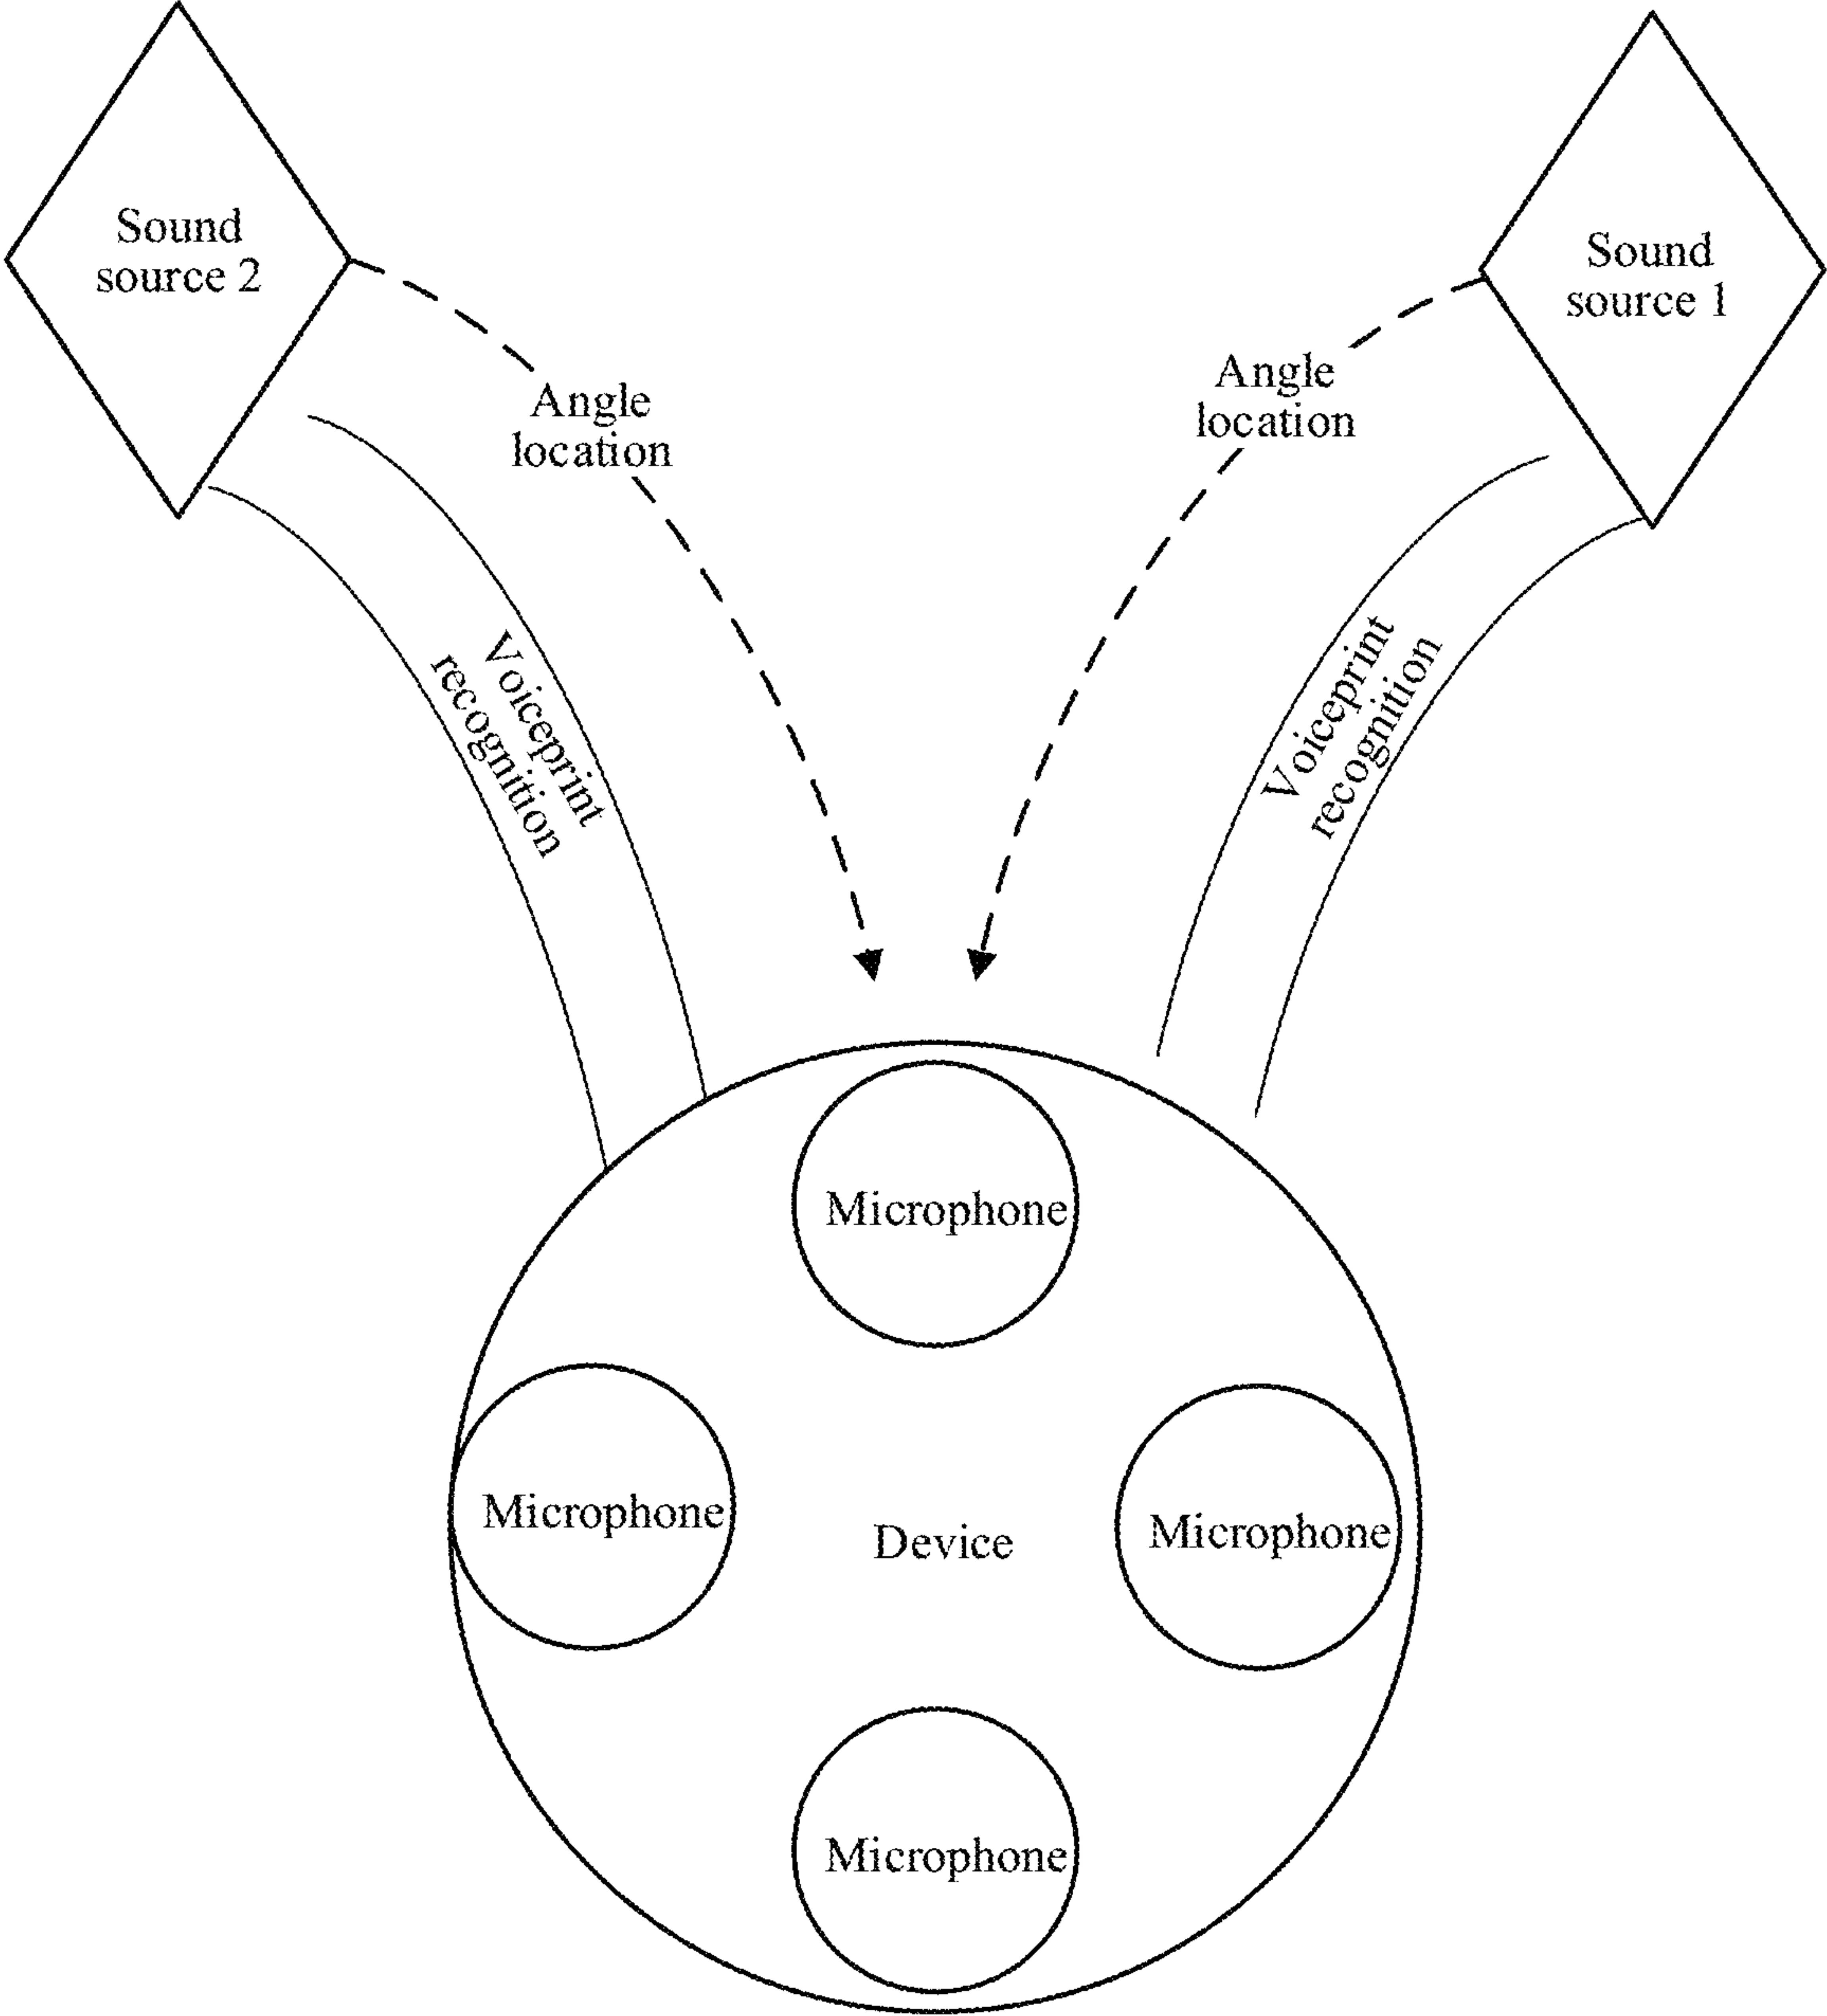 Sound
source 2
Sound
source 1
Angle
location
Angle
location
Voiceprint
recognition
Voiceprint
recognition
Microphone
Microphone
Device
Microphone
Microphone